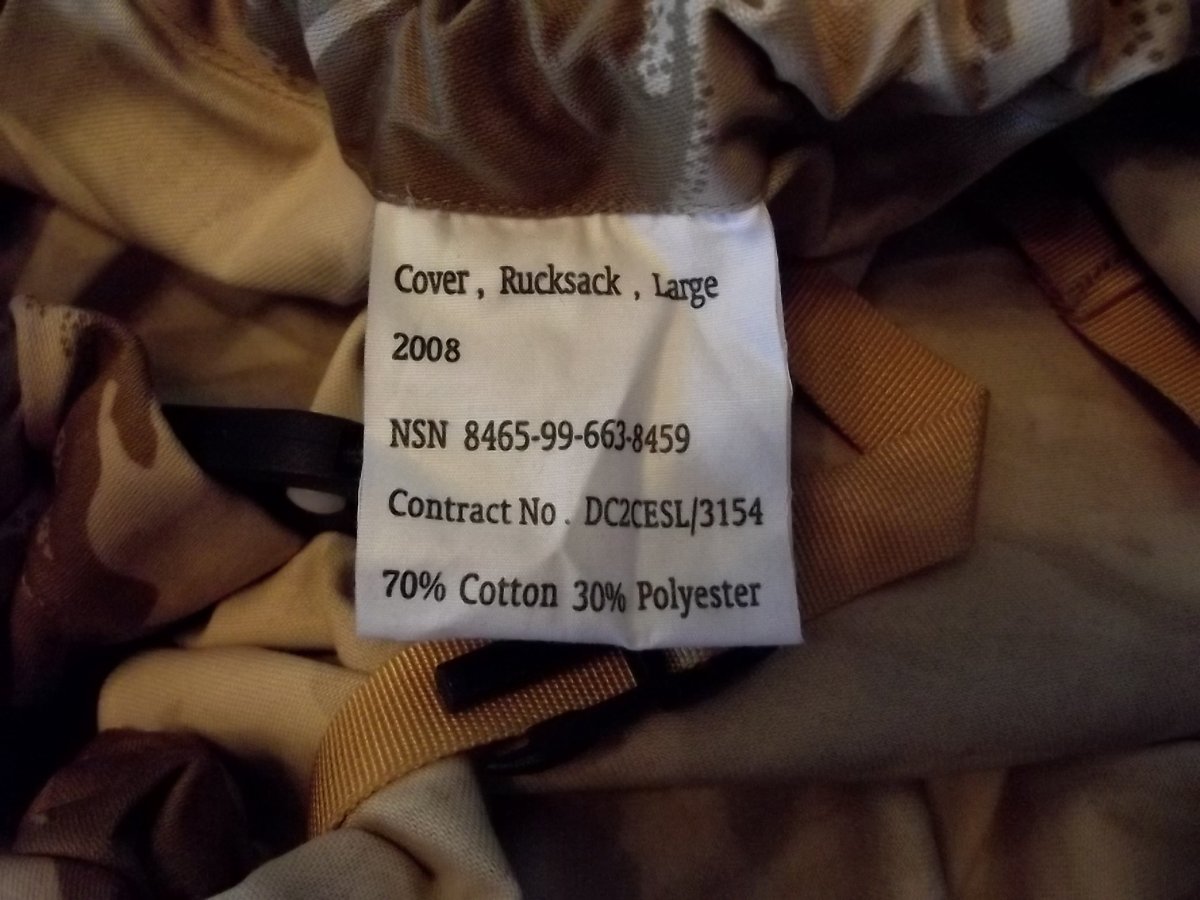 Cover , Rucksack , Large
2008
NSN 8465-99-663-8459
Contract No . DC2CESL/3154
70% Cotton 30% Polyester